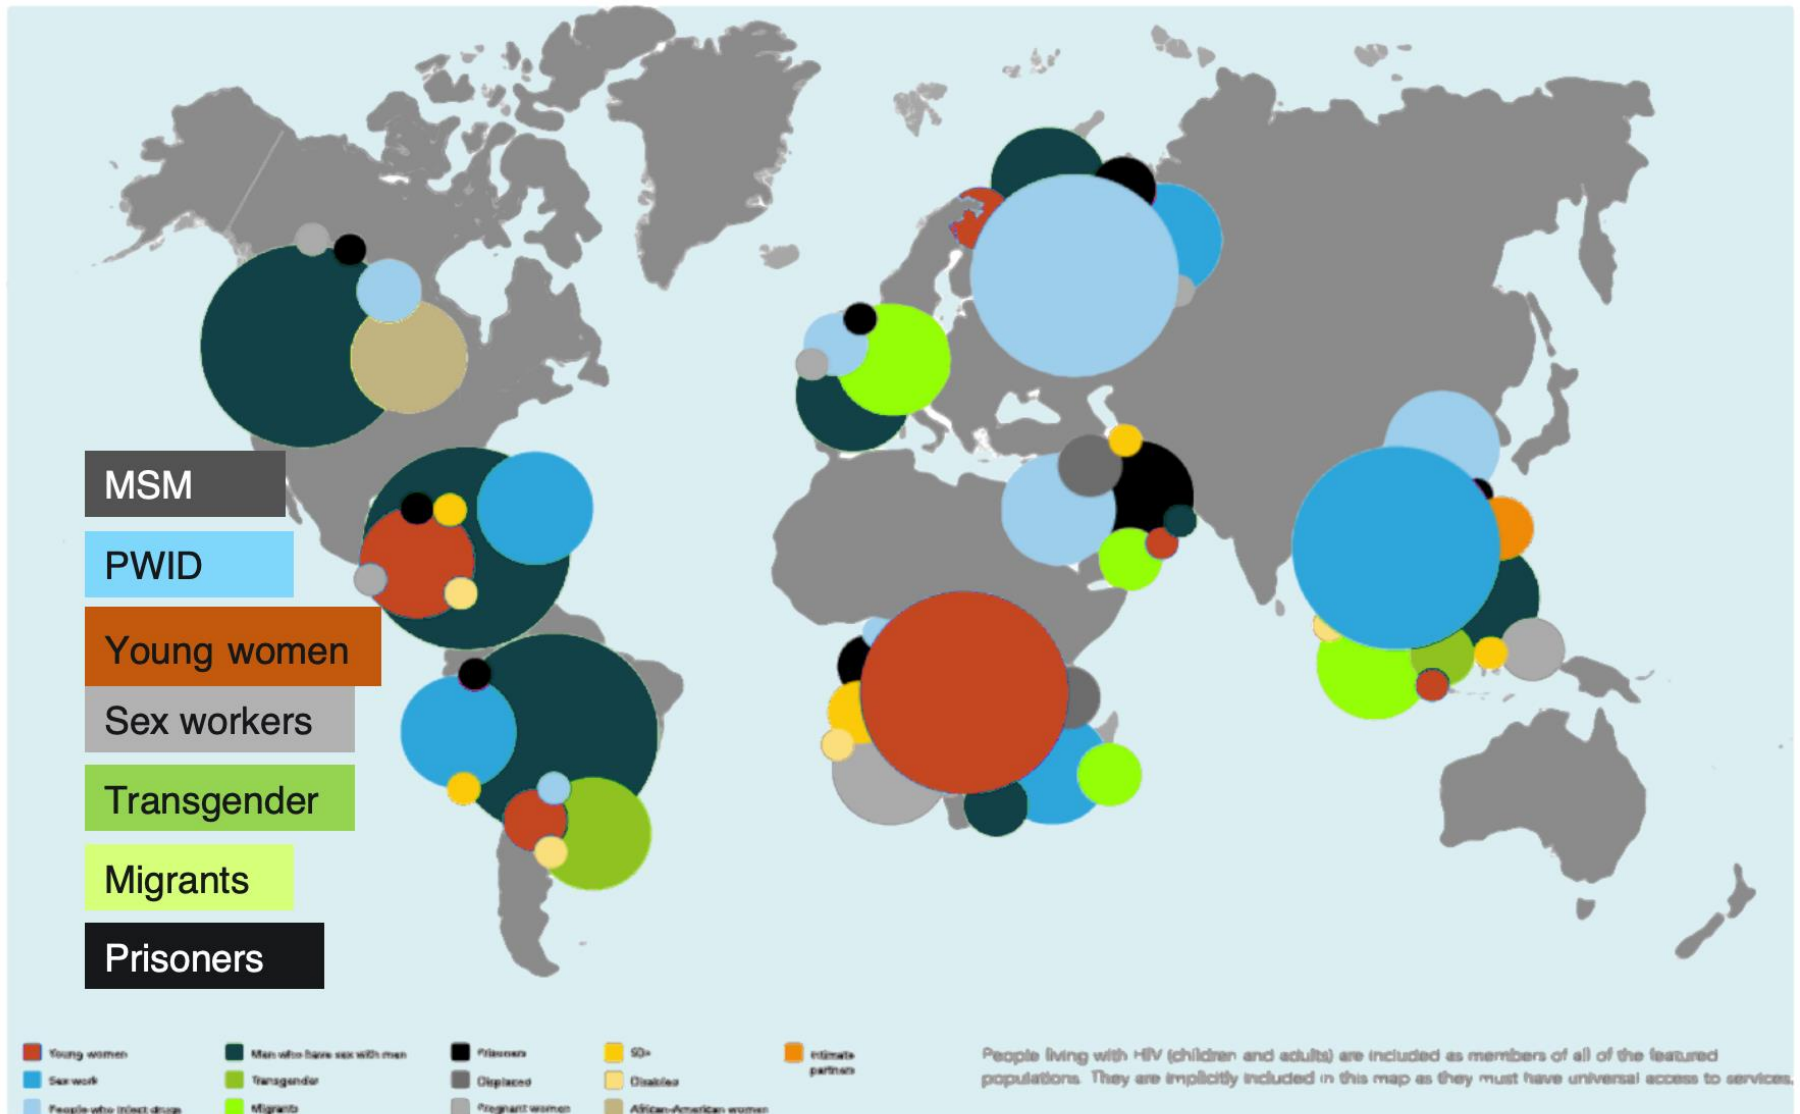 MSM
PWID
Young women
Sex workers
Transgender
Migrants
Prisoners
Young women
Sex work
People who inject drugs
Men who have sex with men
Transgender
Migrants
Prisoners
Displaced
Pregnant women
50+
Disabled
African-American women
Intimate
partners
People living with HIV (children and adults) are included as members of all of the featured
populations. They are implicitly included in this map as they must have universal access to services.